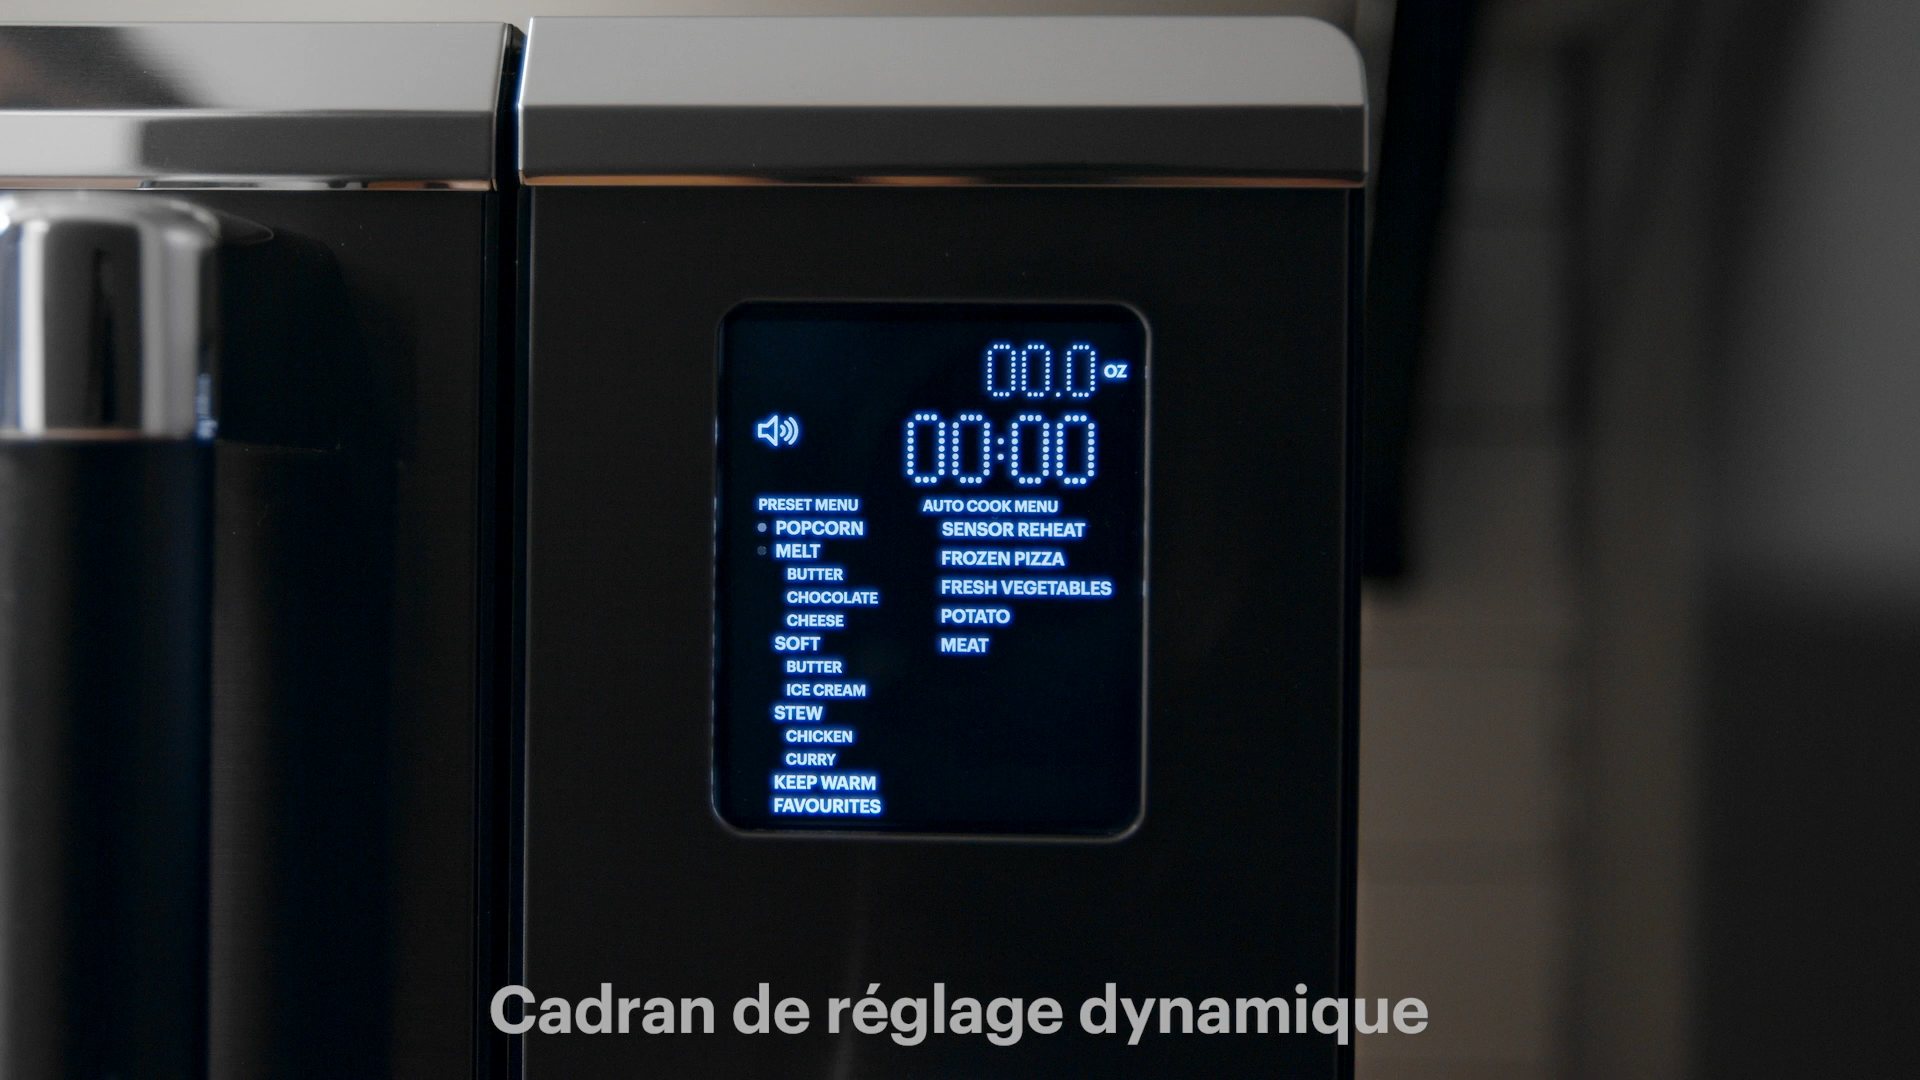 00.0 OZ
00:00
PRESET MENU
POPCORN
MELT
BUTTER
CHOCOLATE
CHEESE
SOFT
BUTTER
ICE CREAM
STEW
CHICKEN
CURRY
KEEP WARM
FAVOURITES
AUTO COOK MENU
SENSOR REHEAT
FROZEN PIZZA
FRESH VEGETABLES
POTATO
MEAT
Cadran de réglage dynamique